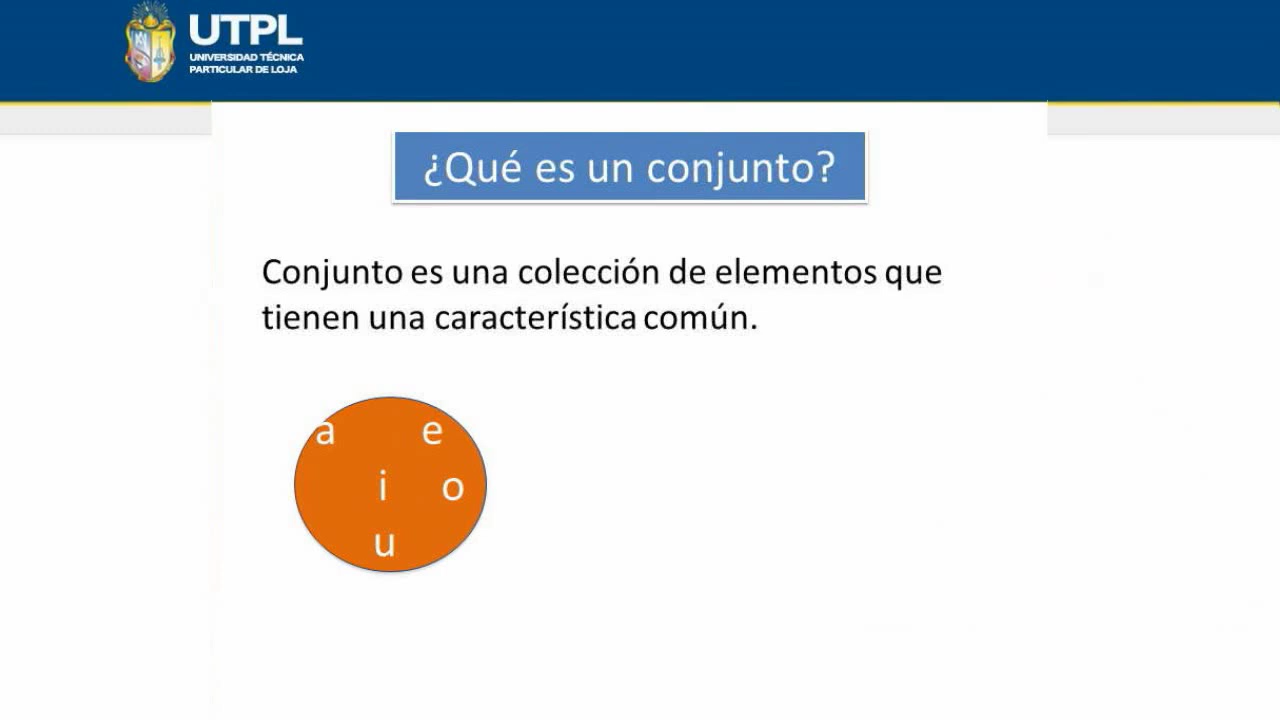 UTPL
UNIVERSIDAD TÉCNICA
PARTICULAR DE LOJA
¿Qué es un conjunto?
Conjunto es una colección de elementos que
tienen una característica común.
a e
i o
u